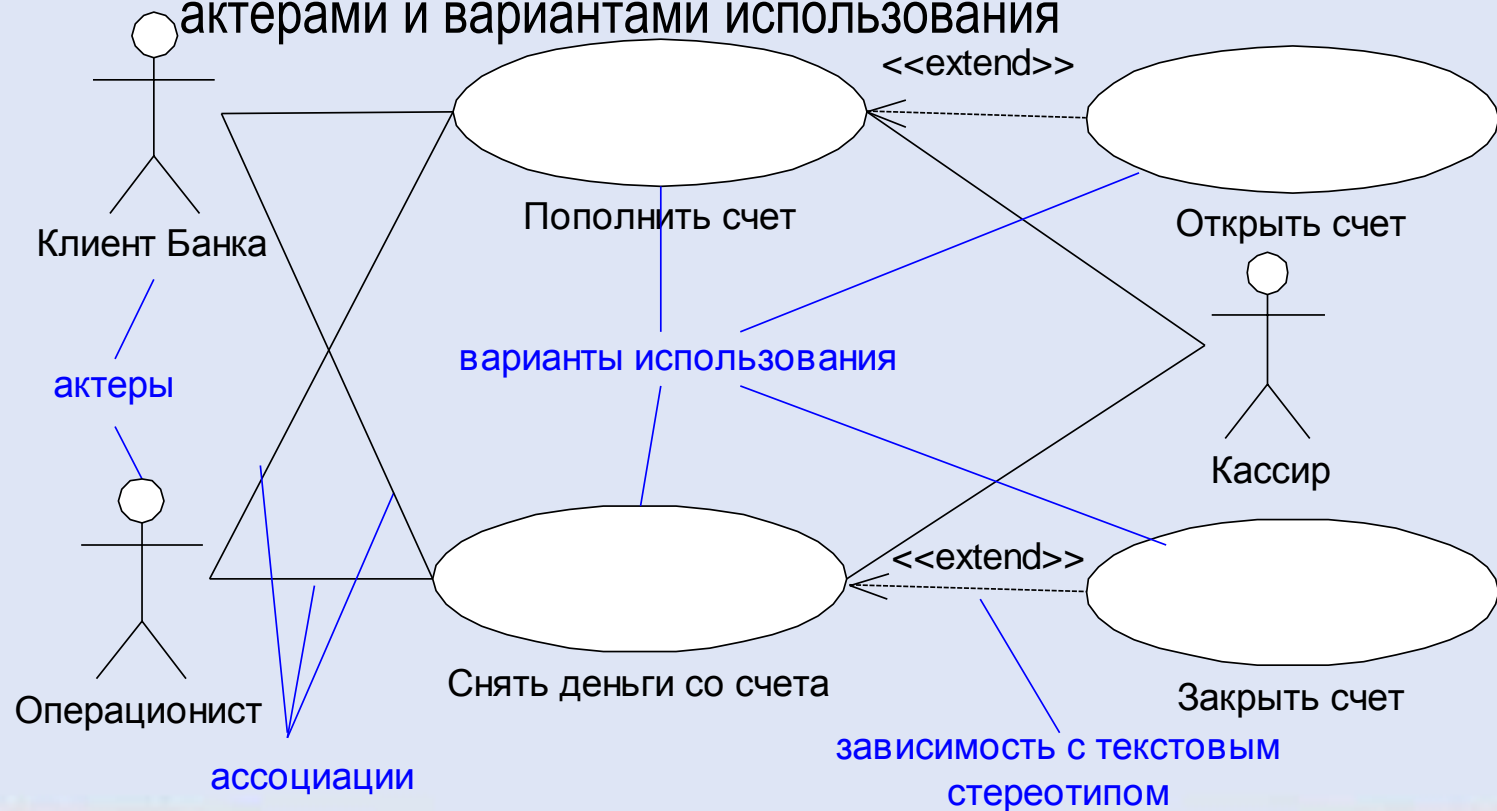 актерами и вариантами использования
<<extend>>
Пополнить счет
Открыть счет
Клиент Банка
варианты использования
актеры
Кассир
<<extend>>
Снять деньги со счета
Закрыть счет
Операционист
зависимость с текстовым
стереотипом
ассоциации